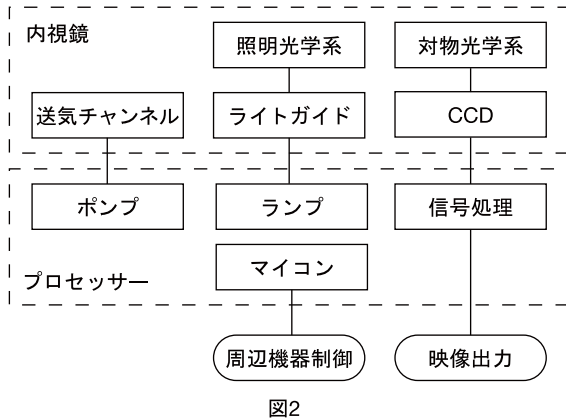 内視鏡
照明光学系
対物光学系
送気チャンネル
ライトガイド
CCD
ポンプ
ランプ
信号処理
マイコン
プロセッサー
周辺機器制御
映像出力
図2